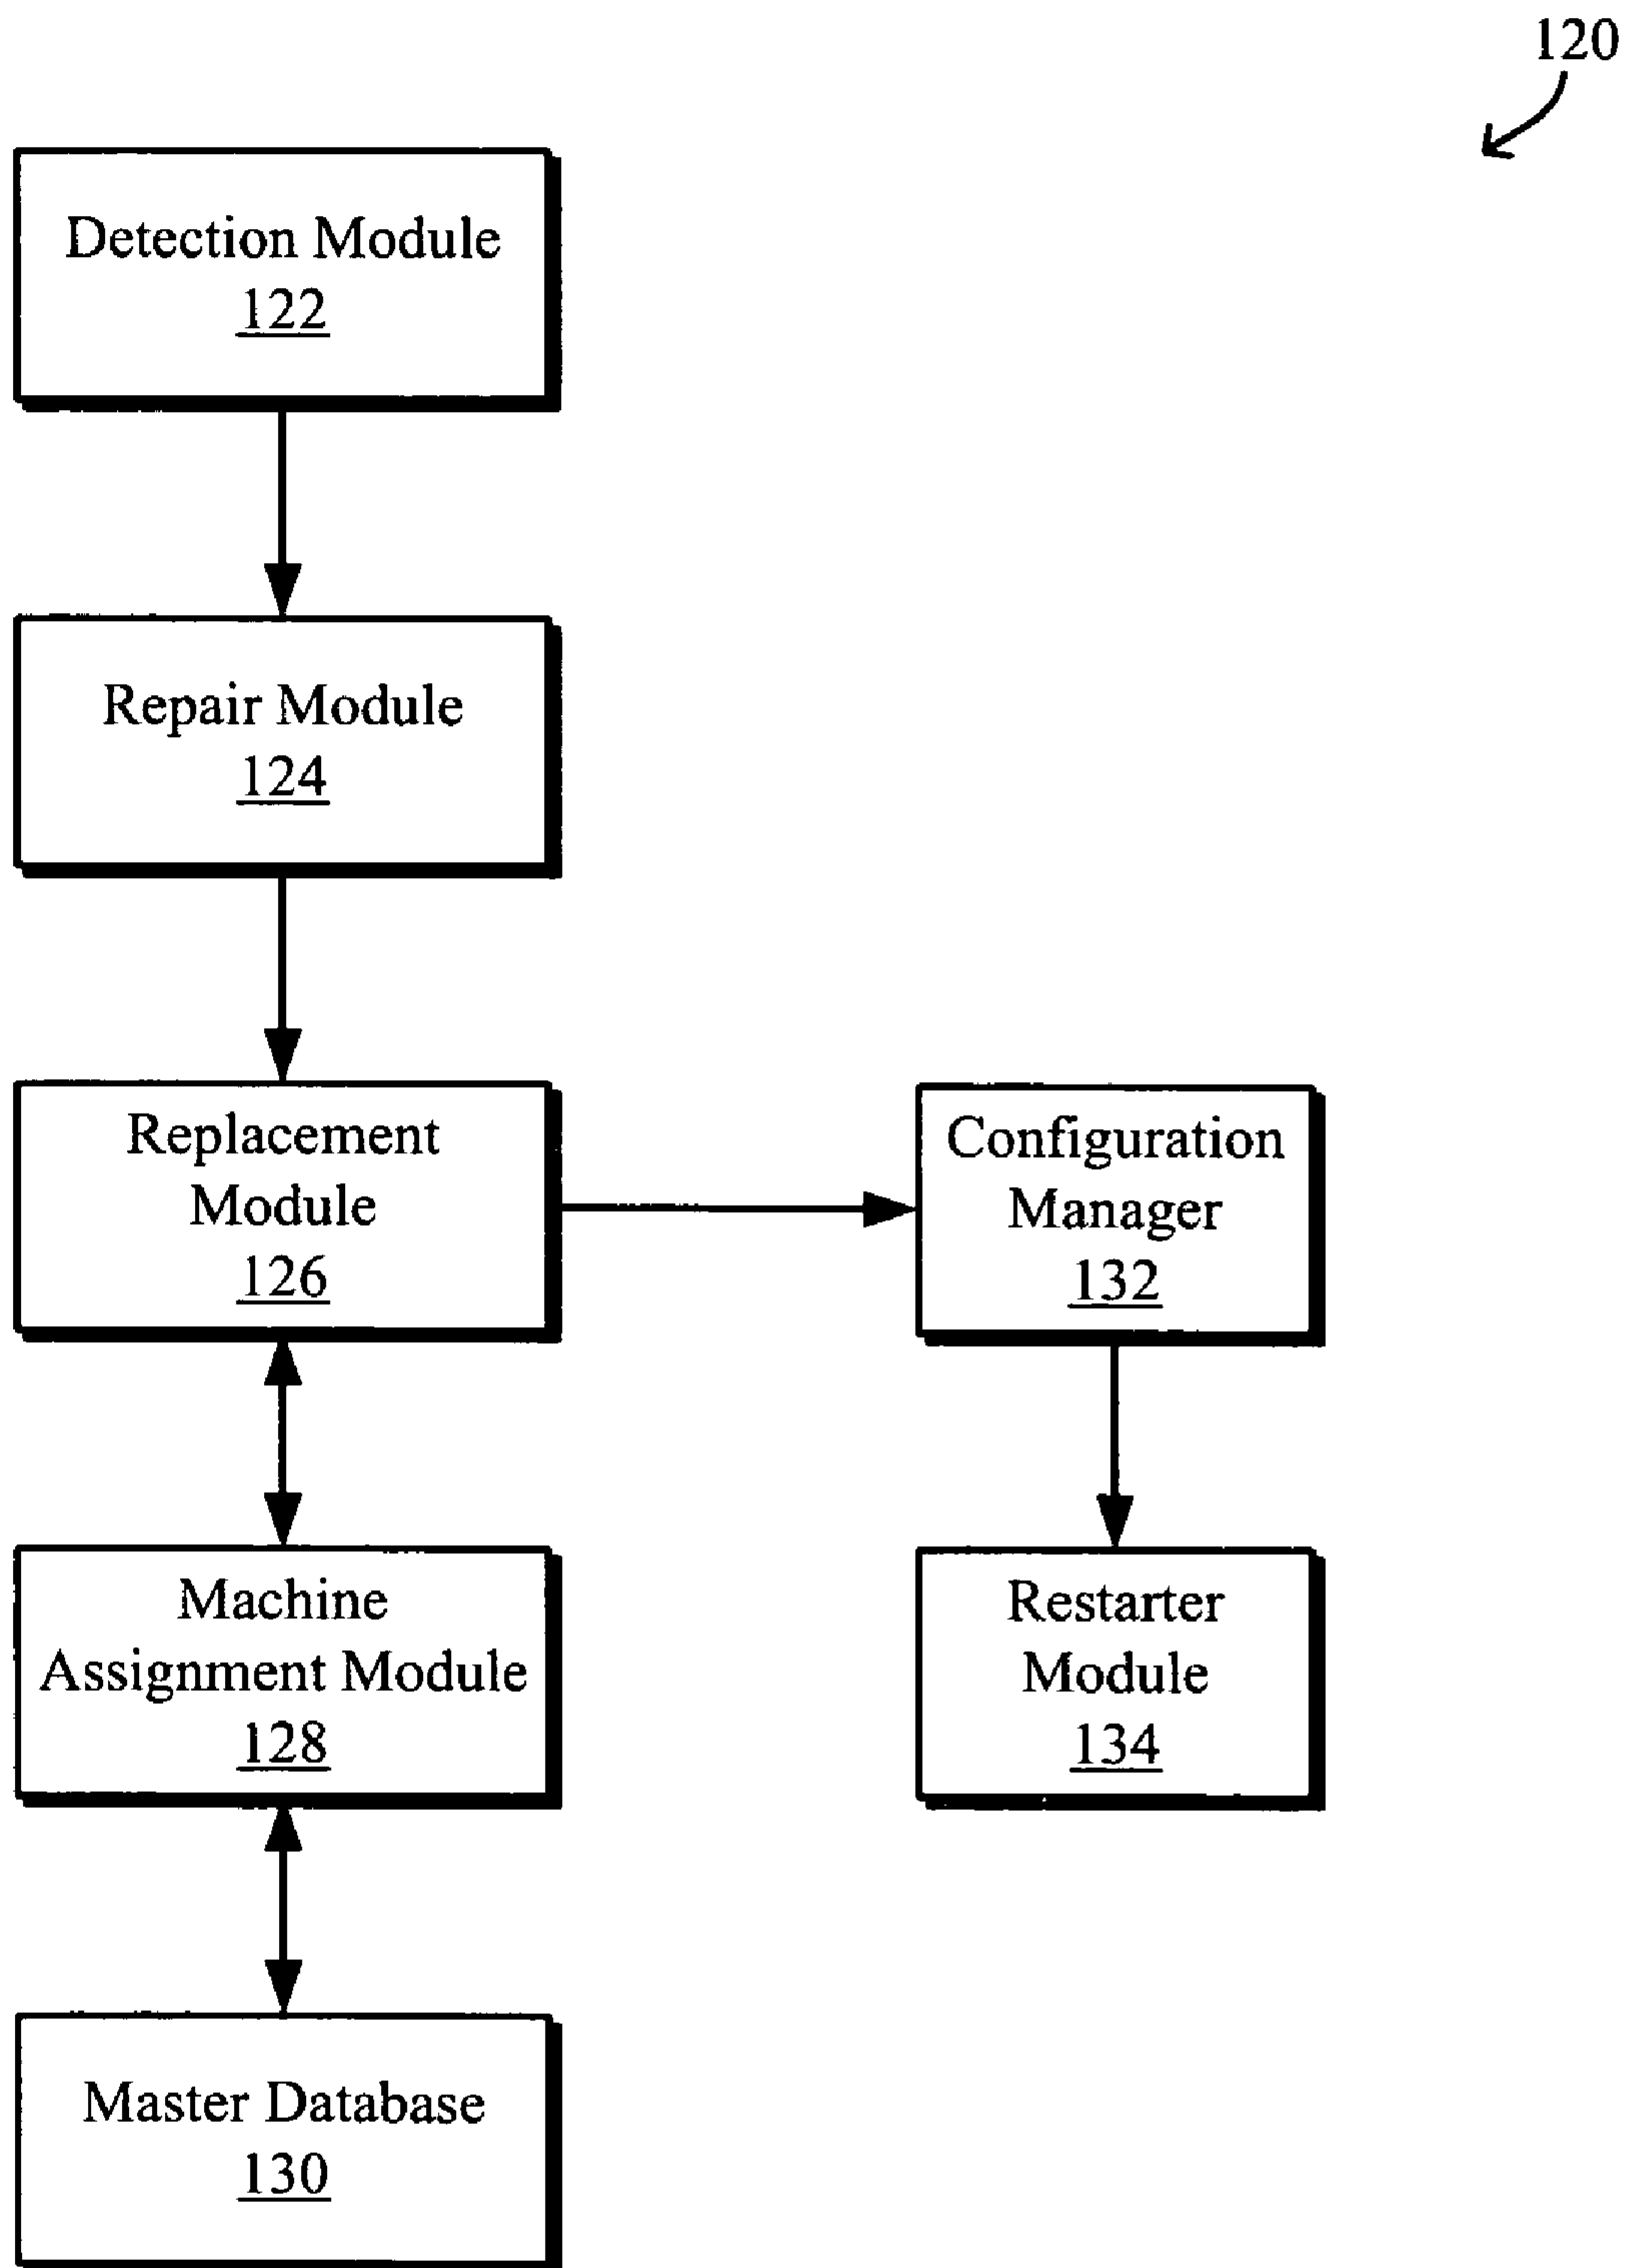 120
Detection Module
122
Repair Module
124
Replacement
Module
126
Configuration
Manager
132
Machine
Assignment Module
128
Restarter
Module
134
Master Database
130